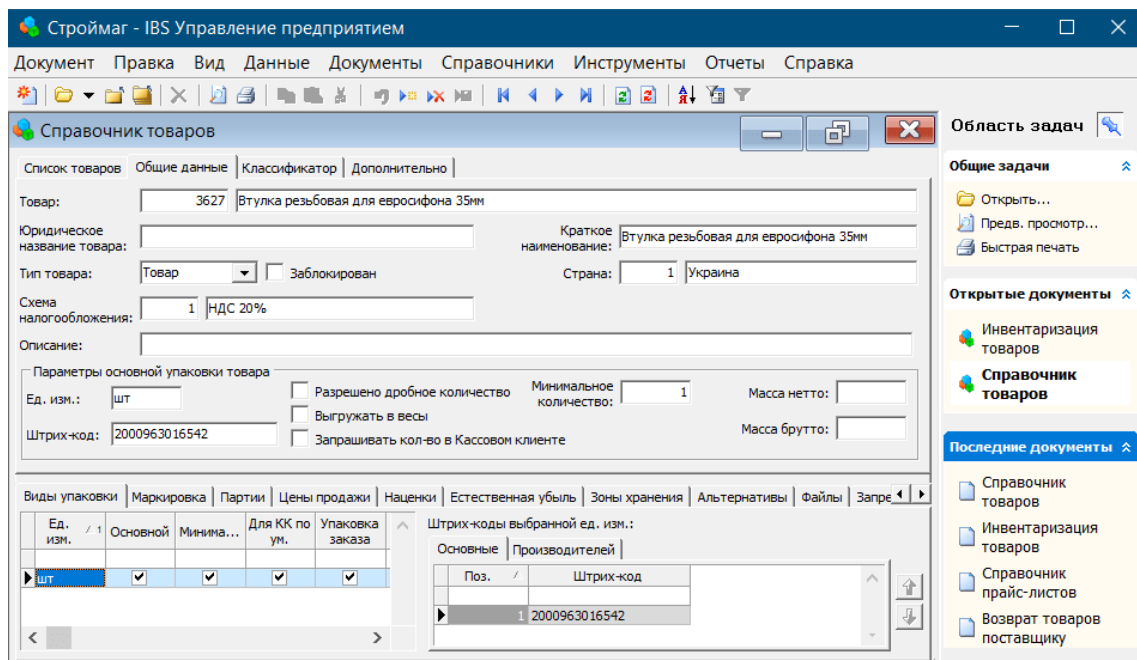 Строймаг - IBS Управление предприятием
Документ Правка Вид Данные Документы Справочники Инструменты Отчеты Справка
Справочник товаров
Список товаров Общие данные Классификатор Дополнительно
Товар: 3627 Втулка резьбовая для евросифона 35мм
Юридическое
название товара:
Краткое
наименование: Втулка резьбовая для евросифона 35мм
Тип товара: Товар Заблокирован Страна: 1 Украина
Схема
налогообложения: 1 НДС 20%
Описание:
Параметры основной упаковки товара
Ед. изм.: шт
Штрих-код: 2000963016542
Разрешено дробное количество
Выгружать в весы
Запрашивать кол-во в Кассовом клиенте
Минимальное
количество: 1
Масса нетто:
Масса брутто:
Виды упаковки Маркировка Партии Цены продажи Наценки Естественная убыль Зоны хранения Альтернативы Файлы Запре
Ед.
изм. / 1 Основной Минима... Для КК по
ум. Упаковка
заказа
шт
Штрих-коды выбранной ед. изм.:
Основные Производителей
Поз. / Штрих-код
1 2000963016542
Область задач
Общие задачи
Открыть...
Предв. просмотр...
Быстрая печать
Открытые документы
Инвентаризация
товаров
Справочник
товаров
Последние документы
Справочник
товаров
Инвентаризация
товаров
Справочник
прайс-листов
Возврат товаров
поставщику